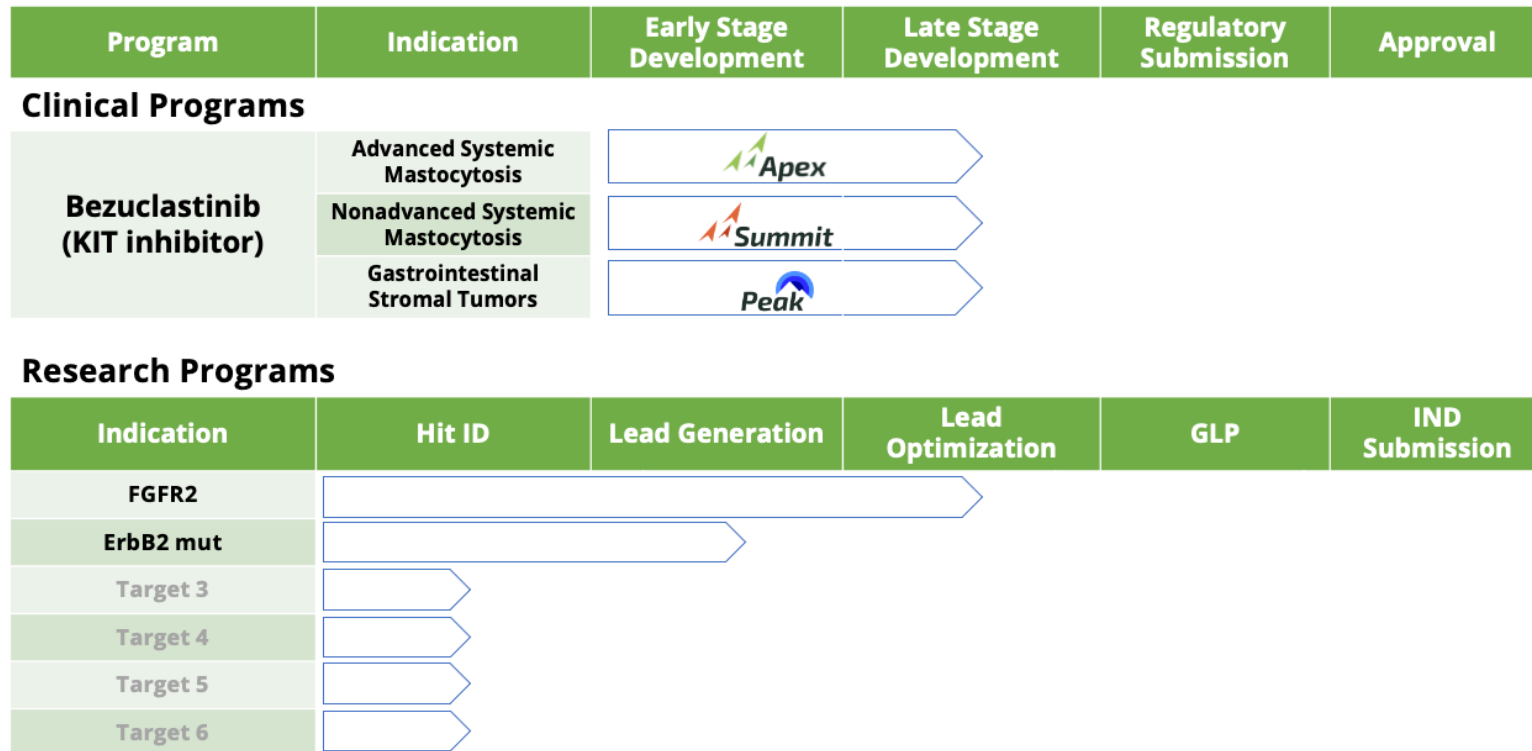 Program Indication Early Stage Development Late Stage Development Regulatory Submission Approval
Clinical Programs
Bezuclastinib (KIT inhibitor)
Advanced Systemic Mastocytosis
Apex
Nonadvanced Systemic Mastocytosis
Summit
Gastrointestinal Stromal Tumors
Peak
Research Programs
Indication Hit ID Lead Generation Lead Optimization GLP IND Submission
FGFR2
ErbB2 mut
Target 3
Target 4
Target 5
Target 6